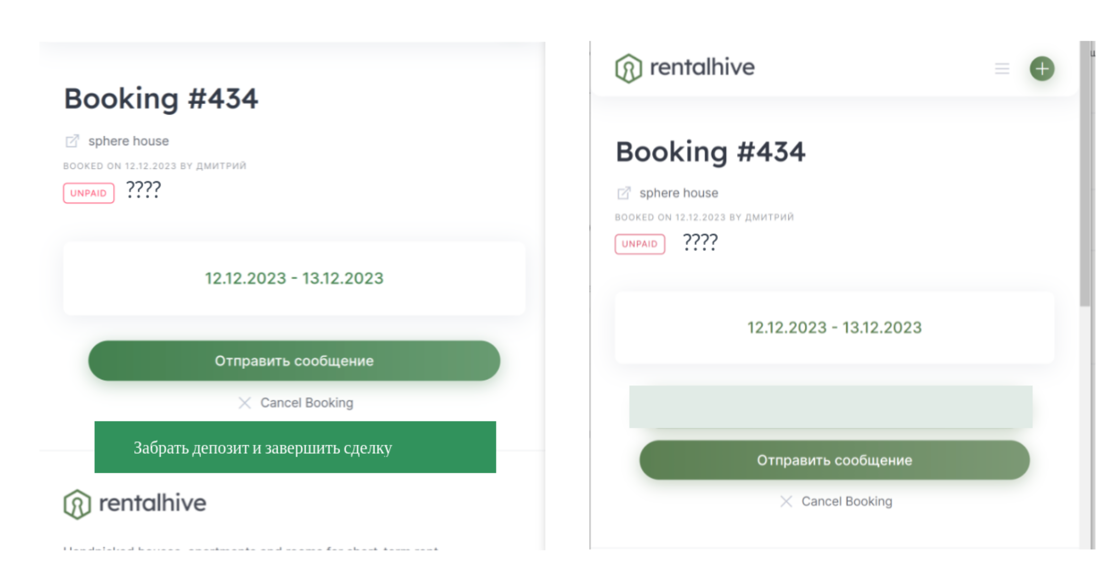 Booking #434
sphere house
BOOKED ON 12.12.2023 BY ДМИТРИЙ
UNPAID ????
12.12.2023 - 13.12.2023
Отправить сообщение
Cancel Booking
Забрать депозит и завершить сделку
rentalhive
rentalhive
Booking #434
sphere house
BOOKED ON 12.12.2023 BY ДМИТРИЙ
UNPAID ????
12.12.2023 - 13.12.2023
Отправить сообщение
Cancel Booking